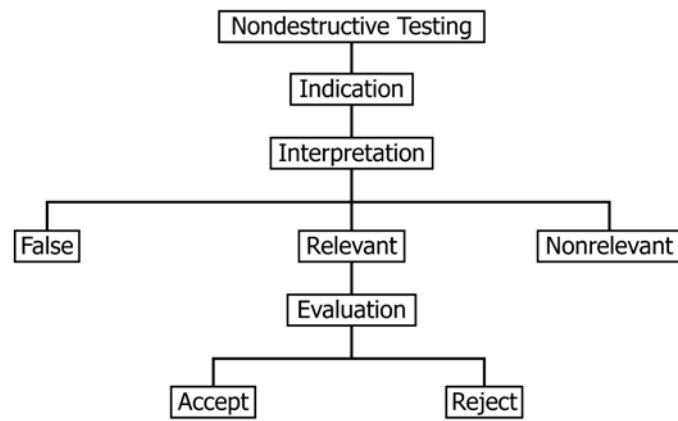 Nondestructive Testing
Indication
Interpretation
False
Relevant
Nonrelevant
Evaluation
Accept
Reject